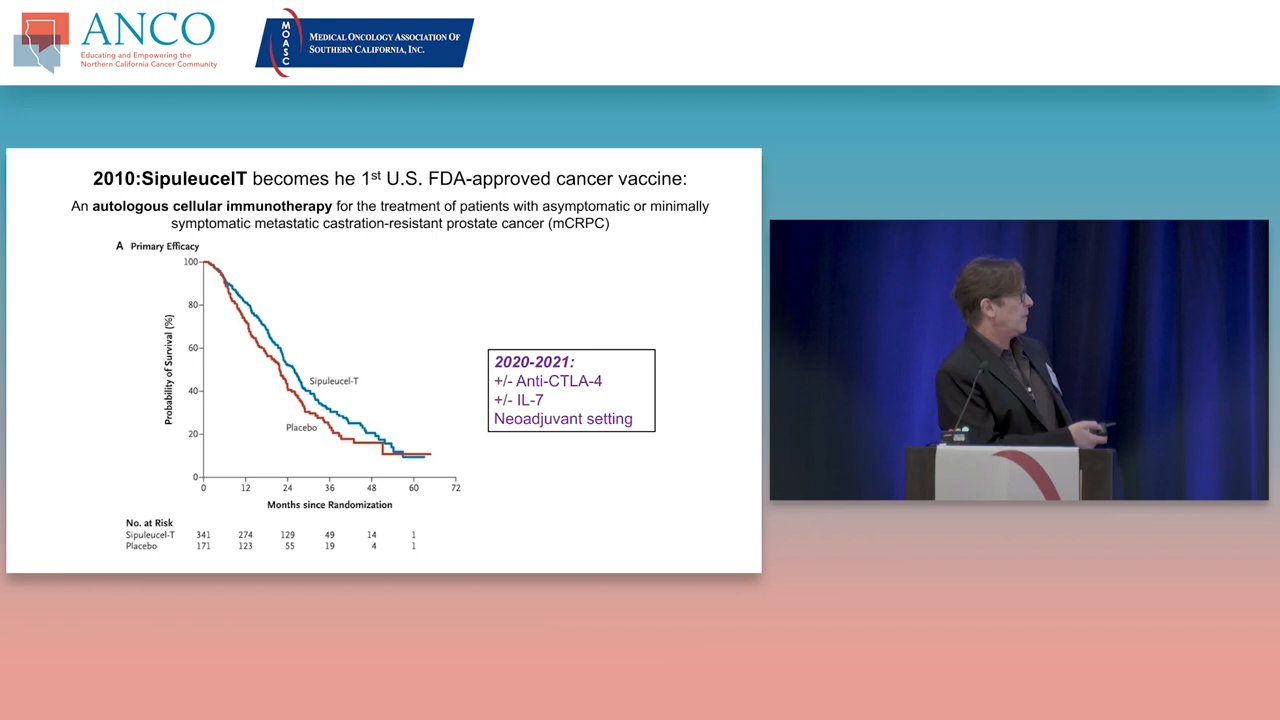 ANCO
Educating and Empowering the
Northern California Cancer Community
MOASC
MEDICAL ONCOLOGY ASSOCIATION OF
SOUTHERN CALIFORNIA, INC.
2010:SipuleucelT becomes he 1st U.S. FDA-approved cancer vaccine:
An autologous cellular immunotherapy for the treatment of patients with asymptomatic or minimally
symptomatic metastatic castration-resistant prostate cancer (mCRPC)
A Primary Efficacy
Probability of Survival (%)
100
80
60
40
20
0
Sipuleucel-T
Placebo
0 12 24 36 48 60 72
Months since Randomization
No. at Risk
Sipuleucel-T 341 274 129 49 14 1
Placebo 171 123 55 19 4 1
2020-2021:
+/- Anti-CTLA-4
+/- IL-7
Neoadjuvant setting